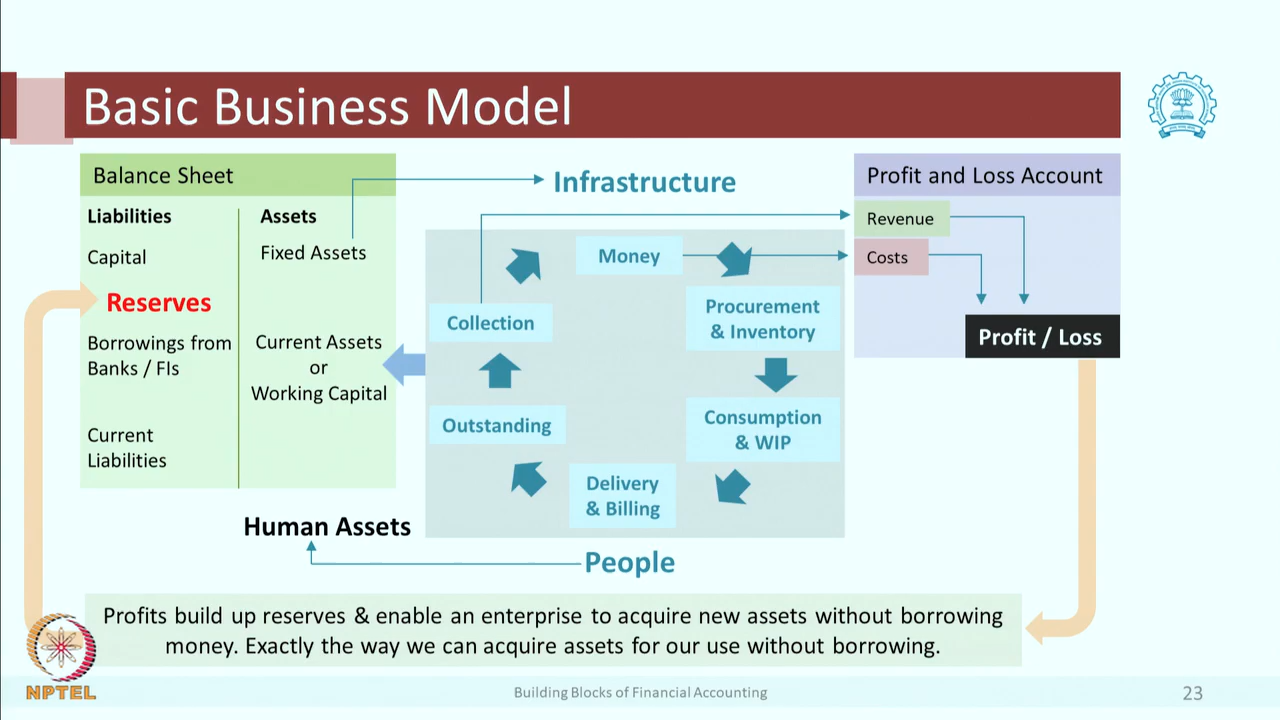 Basic Business Model
Balance Sheet
Liabilities
Assets
Capital
Fixed Assets
Reserves
Borrowings from
Banks / FIs
Current Assets
or
Working Capital
Current
Liabilities
Human Assets
Infrastructure
Money
Procurement
& Inventory
Consumption
& WIP
Delivery
& Billing
Outstanding
Collection
People
Profit and Loss Account
Revenue
Costs
Profit / Loss
Profits build up reserves & enable an enterprise to acquire new assets without borrowing
money. Exactly the way we can acquire assets for our use without borrowing.
NPTEL
Building Blocks of Financial Accounting
23